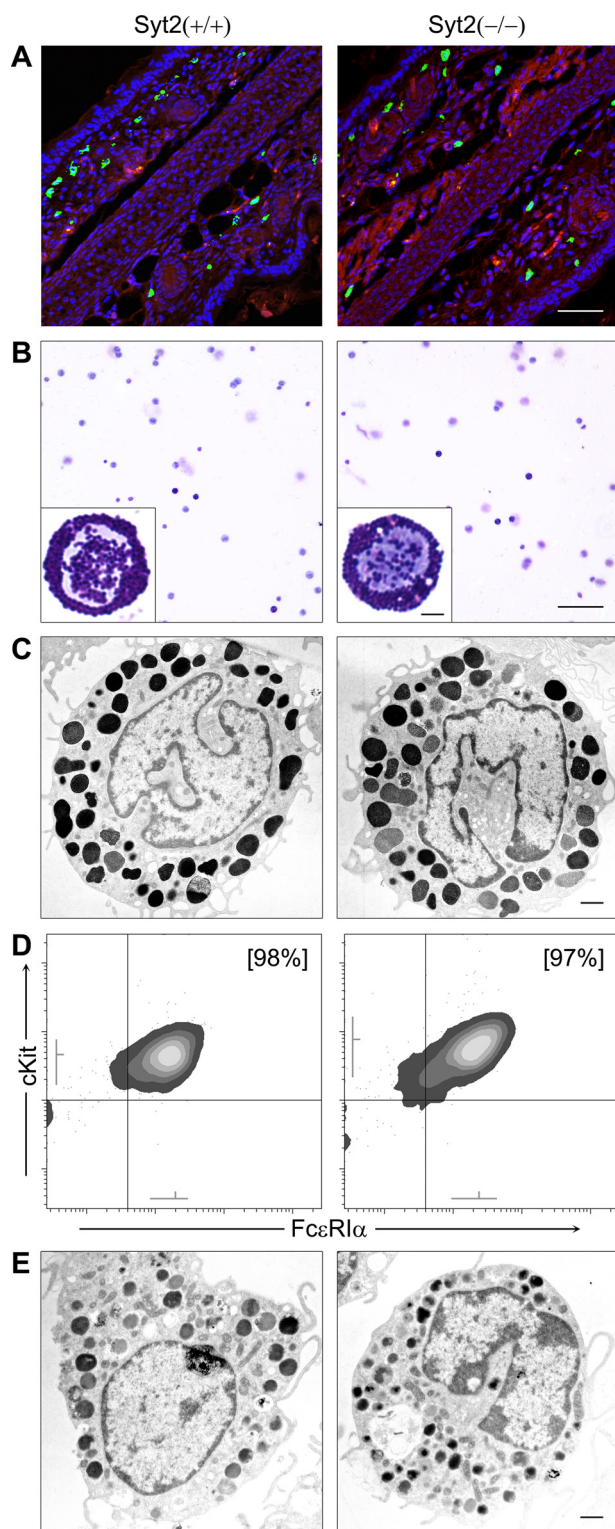 Syt2(+/+) Syt2(−/−)
A
B
C
D
[98%] [97%]
cKit
FcεRIα
E